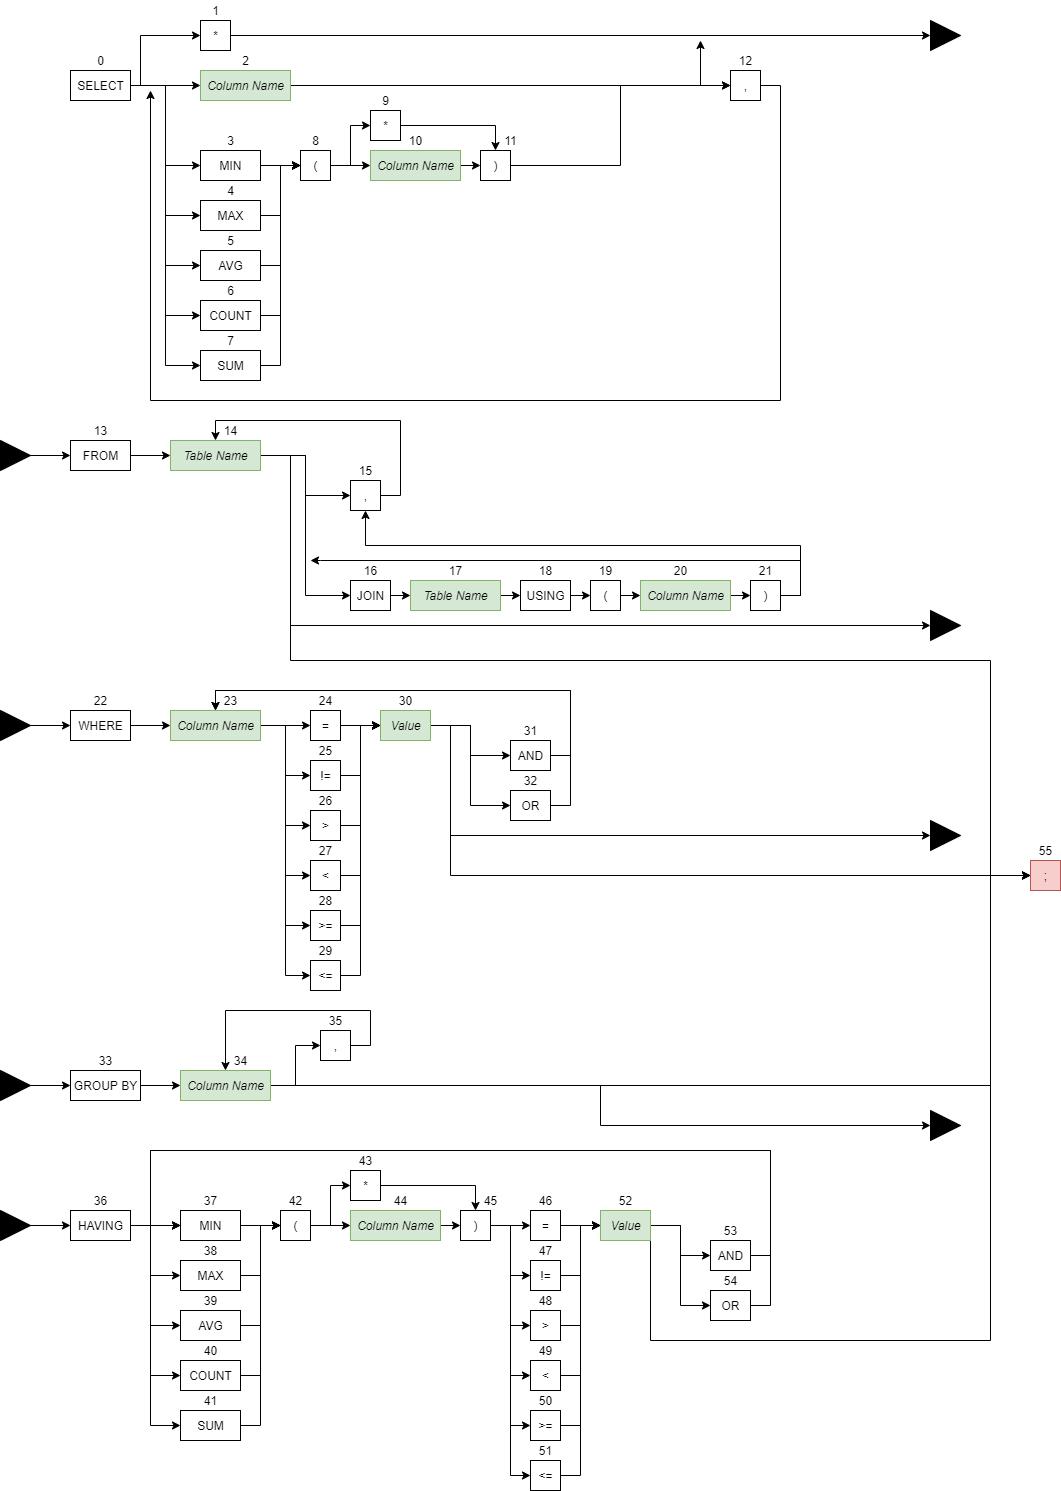 1
*
0
SELECT
2
Column Name
12
,
9
*
3
MIN
8
(
10
Column Name
11
)
4
MAX
5
AVG
6
COUNT
7
SUM
13
FROM
14
Table Name
15
,
16
JOIN
17
Table Name
18
USING
19
(
20
Column Name
21
)
22
WHERE
23
Column Name
24
=
30
Value
25
!=
31
AND
26
>
32
OR
27
<
55
;
28
>=
29
<=
35
,
33
GROUP BY
34
Column Name
43
*
36
HAVING
37
MIN
42
(
44
Column Name
45
)
46
=
52
Value
38
MAX
47
!=
53
AND
39
AVG
48
>
54
OR
40
COUNT
49
<
41
SUM
50
>=
51
<=